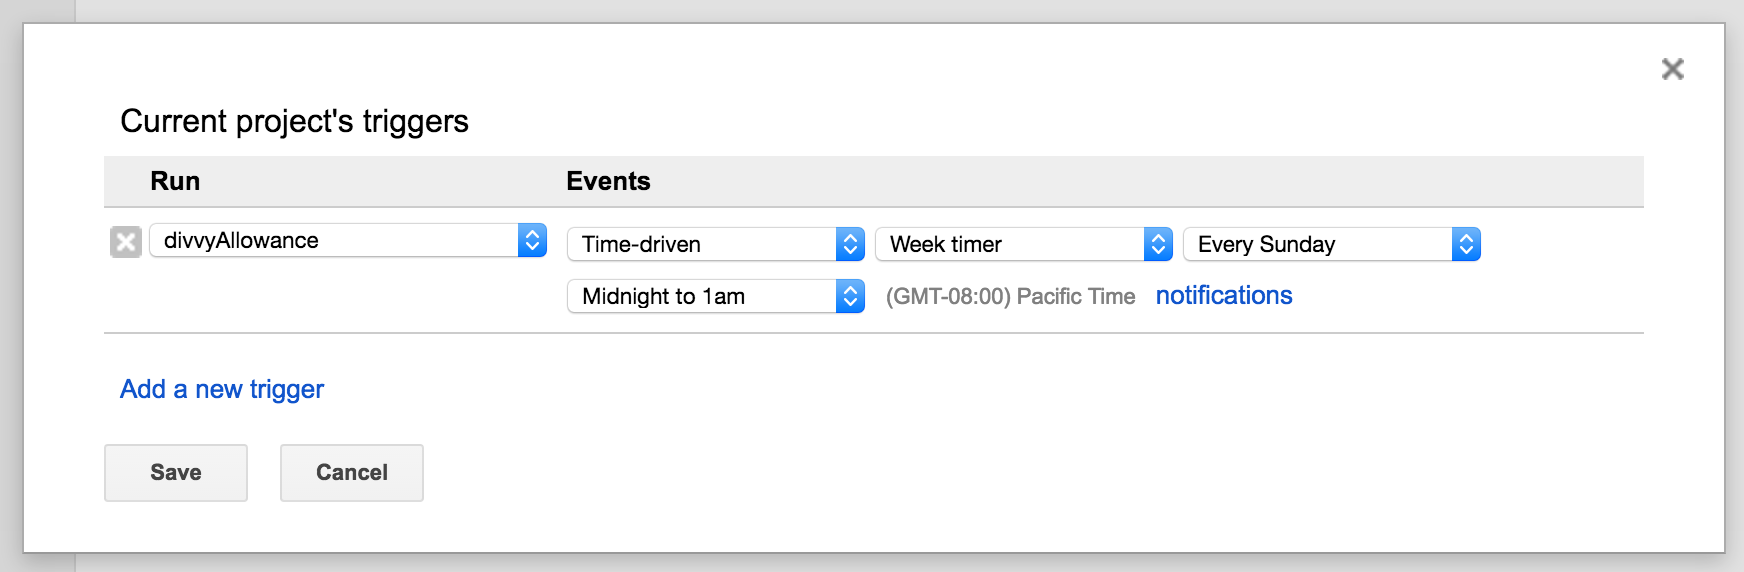 Current project's triggers
Run Events
divvyAllowance Time-driven Week timer Every Sunday
Midnight to 1am (GMT-08:00) Pacific Time notifications
Add a new trigger
Save Cancel